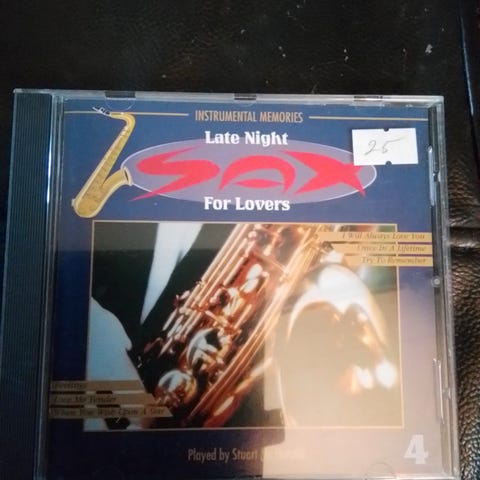 INSTRUMENTAL MEMORIES
Late Night
SAX
25
For Lovers
I Will Always Love You
Once In A Lifetime
Try To Remember
Feelings
Love Me Tender
When You Wish Upon A Star
Played by Stuart
4